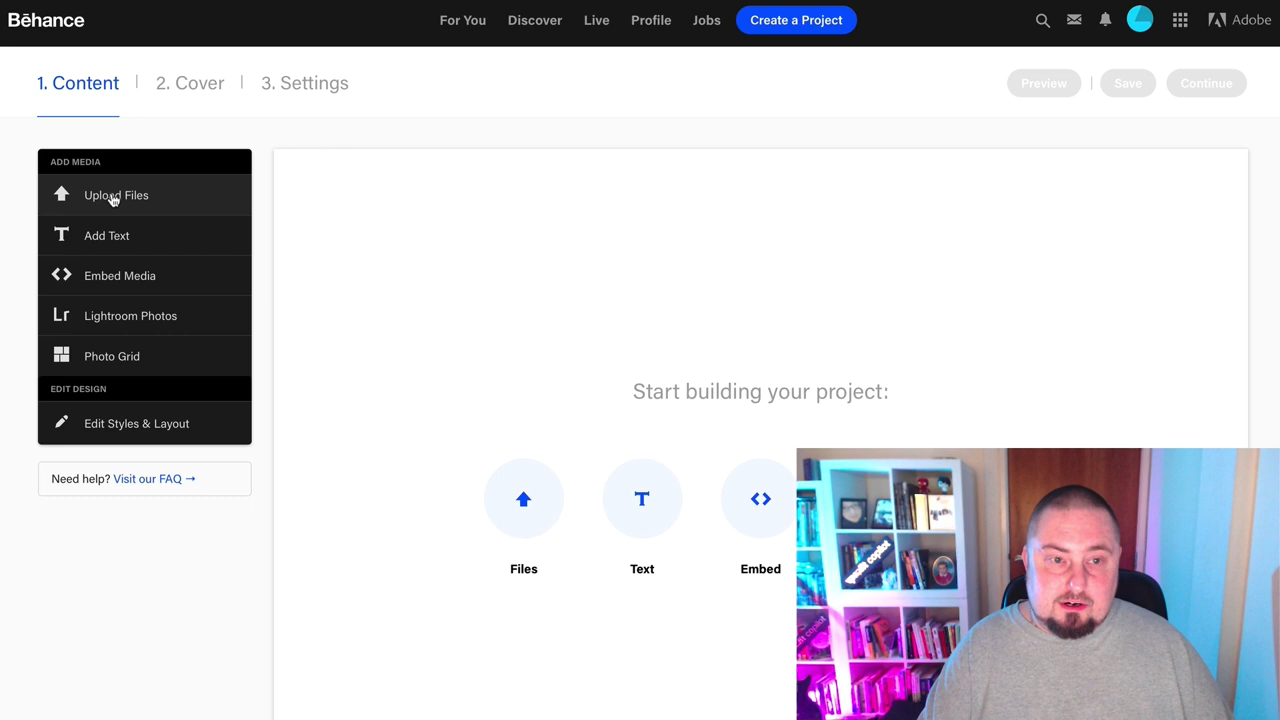 Bēhance
For You Discover Live Profile Jobs Create a Project
Adobe
1. Content 2. Cover 3. Settings
Preview Save Continue
ADD MEDIA
Upload Files
Add Text
Embed Media
Lr Lightroom Photos
Photo Grid
EDIT DESIGN
Edit Styles & Layout
Need help? Visit our FAQ →
Start building your project:
Files Text Embed